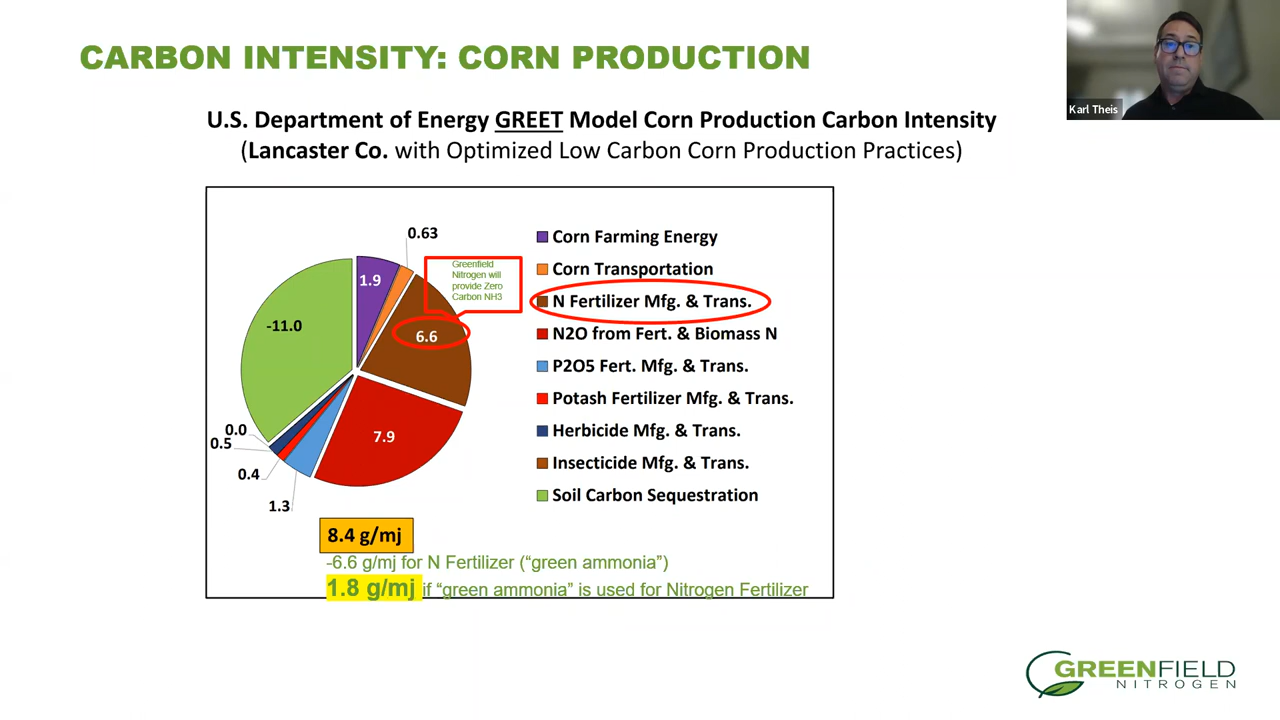 CARBON INTENSITY: CORN PRODUCTION
Karl Theis
U.S. Department of Energy GREET Model Corn Production Carbon Intensity
(Lancaster Co. with Optimized Low Carbon Corn Production Practices)
0.63
1.9
Greenfield
Nitrogen will
provide Zero
Carbon NH3
6.6
-11.0
7.9
0.0
0.5
0.4
1.3
Corn Farming Energy
Corn Transportation
N Fertilizer Mfg. & Trans.
N2O from Fert. & Biomass N
P2O5 Fert. Mfg. & Trans.
Potash Fertilizer Mfg. & Trans.
Herbicide Mfg. & Trans.
Insecticide Mfg. & Trans.
Soil Carbon Sequestration
8.4 g/mj
-6.6 g/mj for N Fertilizer (“green ammonia”)
1.8 g/mj if “green ammonia” is used for Nitrogen Fertilizer
GREENFIELD
NITROGEN